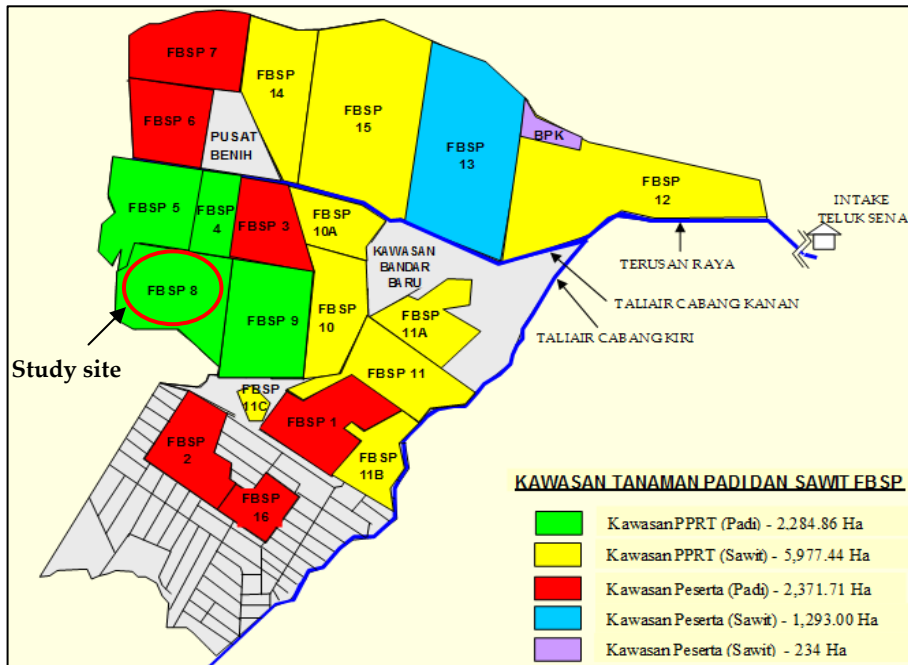 FBSP 7
FBSP
14
FBSP
15
FBSP
13
BPK
FBSP 6
PUSAT
BENIH
FBSP
12
INTAKE
TELUK SENA
FBSP 5
FBSP
4
FBSP 3
FBSP
10A
KAWASAN
BANDAR
BARU
TERUSAN RAYA
TALIAIR CABANG KANAN
TALIAIR CABANG KIRI
FBSP 8
FBSP 9
FBSP
10
FBSP
11A
Study site
FBSP 11
FBSP
11C
FBSP 1
FBSP
2
FBSP
11B
FBSP
16
KAWASAN TANAMAN PADI DAN SAWIT FBSP
Kawasan PPRT (Padi) - 2,284.86 Ha
Kawasan PPRT (Sawit) - 5,977.44 Ha
Kawasan Peserta (Padi) - 2,371.71 Ha
Kawasan Peserta (Sawit) - 1,293.00 Ha
Kawasan Peserta (Sawit) - 234 Ha